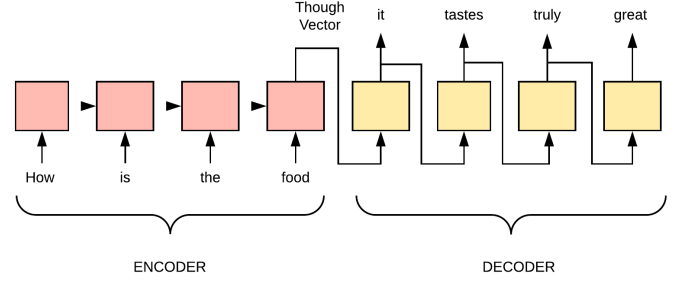 Though
Vector
it tastes truly great
How is the food
ENCODER DECODER